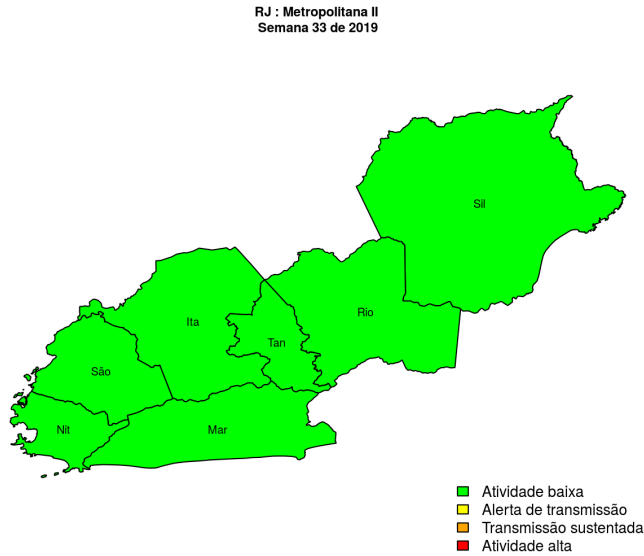 RJ : Metropolitana II
Semana 33 de 2019
Sil
Rio
Ita
Tan
São
Nit
Mar
Atividade baixa
Alerta de transmissão
Transmissão sustentada
Atividade alta